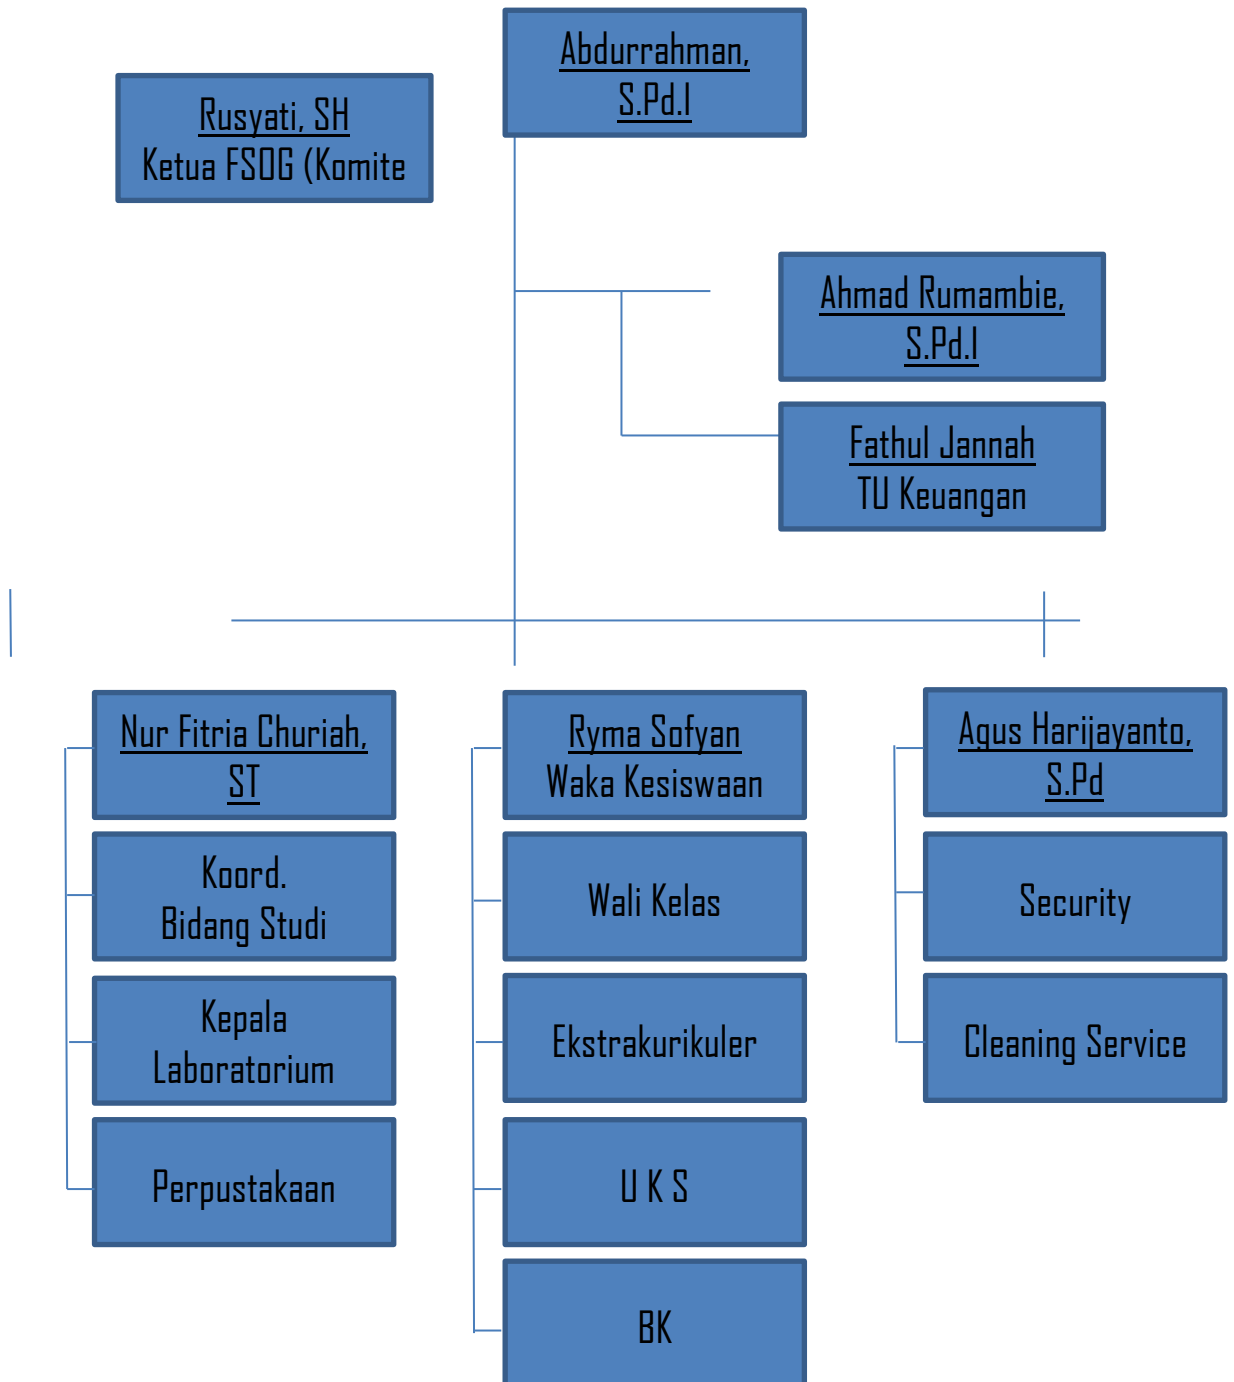 Abdurrahman,
S.Pd.I
Rusyati, SH
Ketua FSOG (Komite
Ahmad Rumambie,
S.Pd.I
Fathul Jannah
TU Keuangan
Nur Fitria Churiah,
ST
Koord.
Bidang Studi
Kepala
Laboratorium
Perpustakaan
Ryma Sofyan
Waka Kesiswaan
Wali Kelas
Ekstrakurikuler
U K S
BK
Agus Harijayanto,
S.Pd
Security
Cleaning Service